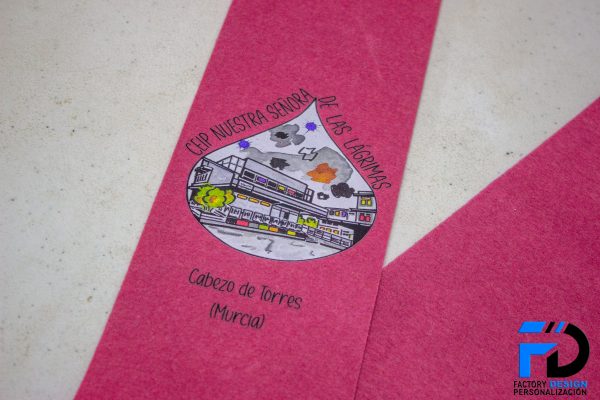 CEIP NUESTRA SEÑORA DE LAS LÁGRIMAS
Cabezo de Torres
(Murcia)
FD
FACTORY DESIGN
PERSONALIZACIÓN